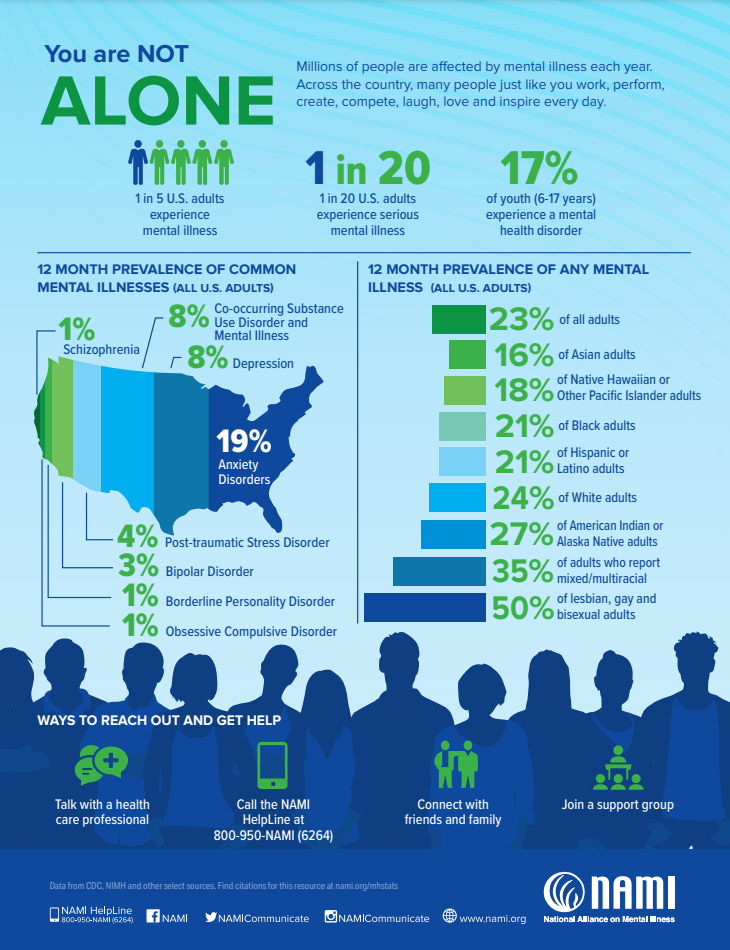 You are NOT
ALONE
Millions of people are affected by mental illness each year.
Across the country, many people just like you work, perform,
create, compete, laugh, love and inspire every day.
1 in 5 U.S. adults
experience
mental illness
1 in 20
1 in 20 U.S. adults
experience serious
mental illness
17%
of youth (6-17 years)
experience a mental
health disorder
12 MONTH PREVALENCE OF COMMON
MENTAL ILLNESSES (ALL U.S. ADULTS)
1%
Schizophrenia
8% Co-occurring Substance
Use Disorder and
Mental Illness
8% Depression
19%
Anxiety
Disorders
4% Post-traumatic Stress Disorder
3% Bipolar Disorder
1% Borderline Personality Disorder
1% Obsessive Compulsive Disorder
12 MONTH PREVALENCE OF ANY MENTAL
ILLNESS (ALL U.S. ADULTS)
23% of all adults
16% of Asian adults
18% of Native Hawaiian or
Other Pacific Islander adults
21% of Black adults
21% of Hispanic or
Latino adults
24% of White adults
27% of American Indian or
Alaska Native adults
35% of adults who report
mixed/multiracial
50% of lesbian, gay and
bisexual adults
WAYS TO REACH OUT AND GET HELP
Talk with a health
care professional
Call the NAMI
HelpLine at
800-950-NAMI (6264)
Connect with
friends and family
Join a support group
Data from CDC, NIMH and other select sources. Find citations for this resource at nami.org/mhstats
NAMI HelpLine
800-950-NAMI (6264)
NAMI
NAMICommunicate
NAMICommunicate
www.nami.org
NAMI
National Alliance on Mental Illness